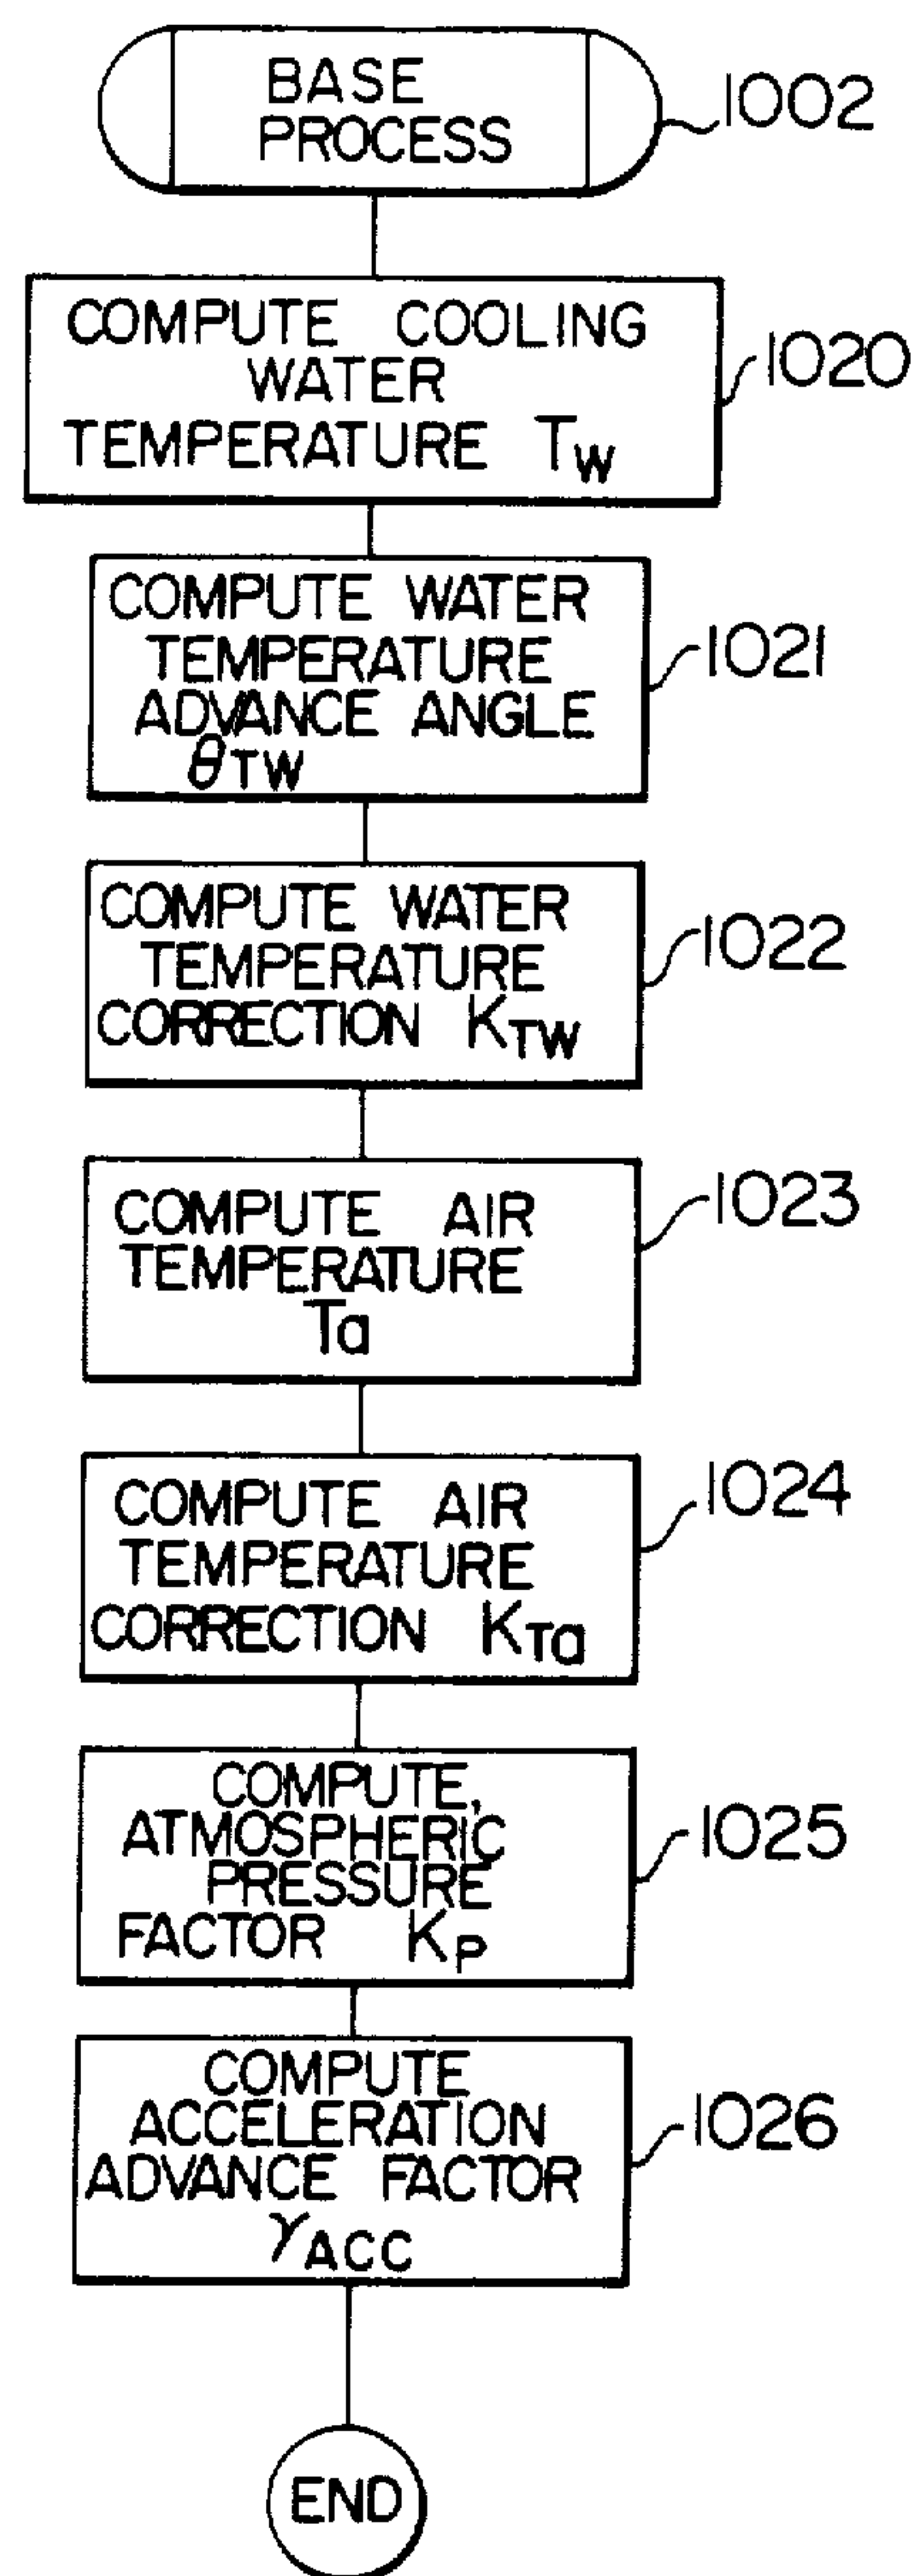 BASE
PROCESS
1002
COMPUTE COOLING
WATER
TEMPERATURE Tw
1020
COMPUTE WATER
TEMPERATURE
ADVANCE ANGLE
θTW
1021
COMPUTE WATER
TEMPERATURE
CORRECTION KTW
1022
COMPUTE AIR
TEMPERATURE
Ta
1023
COMPUTE AIR
TEMPERATURE
CORRECTION KTa
1024
COMPUTE,
ATMOSPHERIC
PRESSURE
FACTOR KP
1025
COMPUTE
ACCELERATION
ADVANCE FACTOR
γACC
1026
END